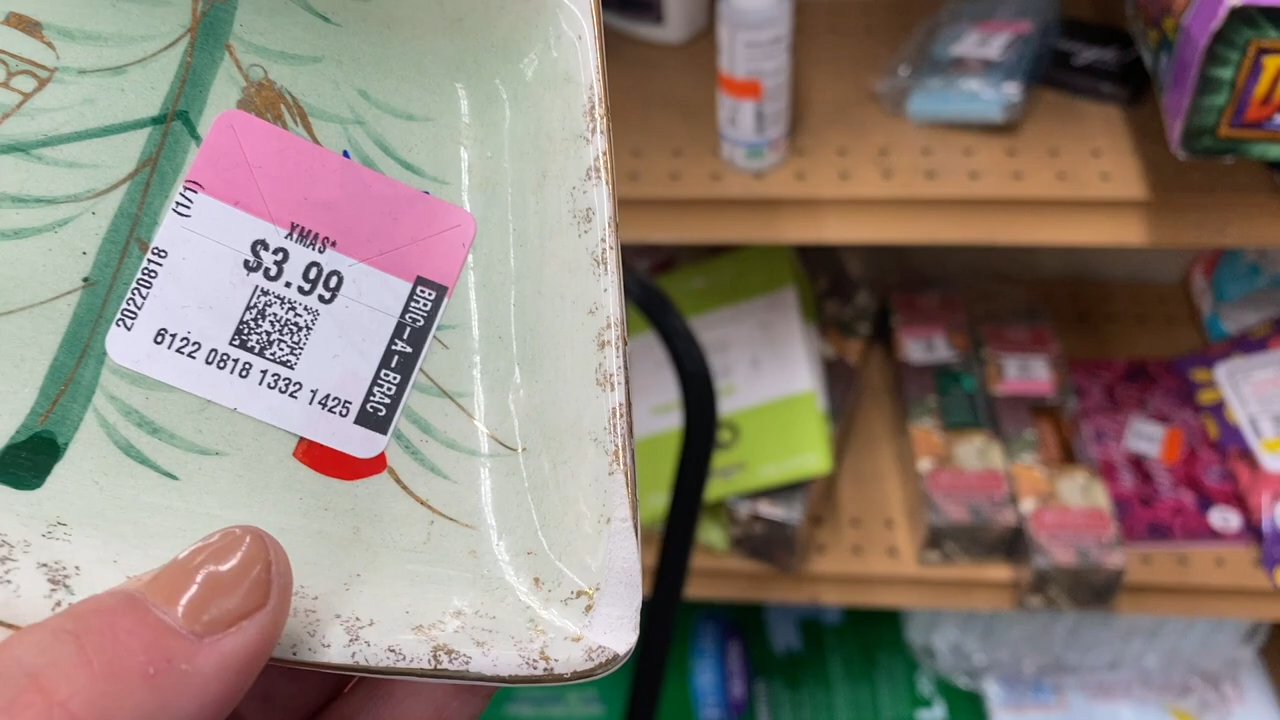 (1/1)
20220818
XMAS*
$3.99
6122 0818 1332 1425
BRIC-A-BRAC
B